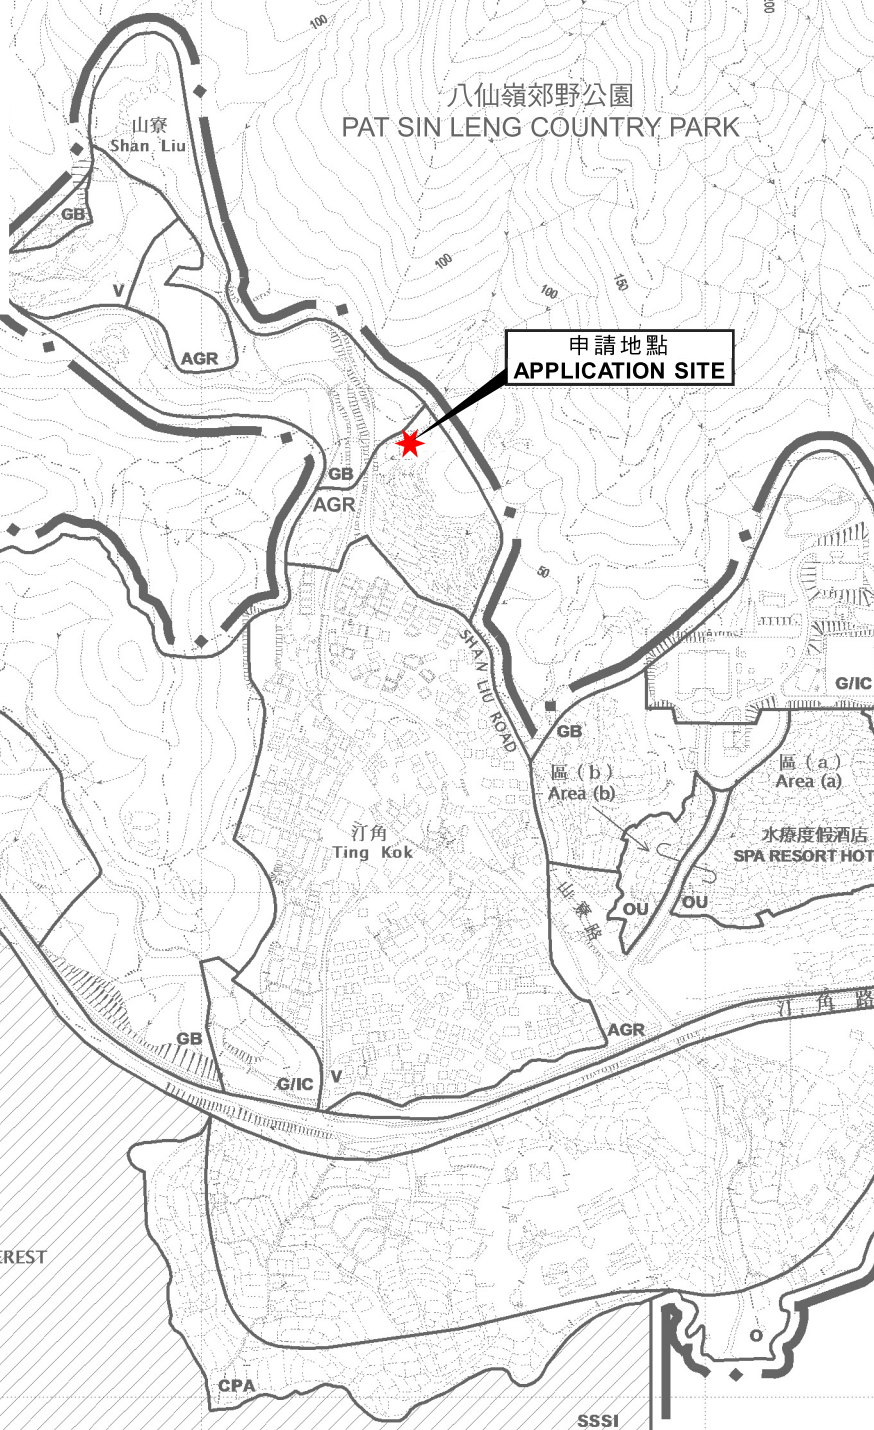 100
200
八仙嶺郊野公園
PAT SIN LENG COUNTRY PARK
山寮
Shan Liu
GB
100
100
150
V
AGR
申請地點
APPLICATION SITE
GB
AGR
50
SHAN LIU ROAD
G/IC
GB
區（b）
Area (b)
區（a）
Area (a)
汀角
Ting Kok
水療度假酒店
SPA RESORT HOT
OU
OU
山寮路
汀角路
GB
AGR
G/IC
V
EREST
O
CPA
SSSI